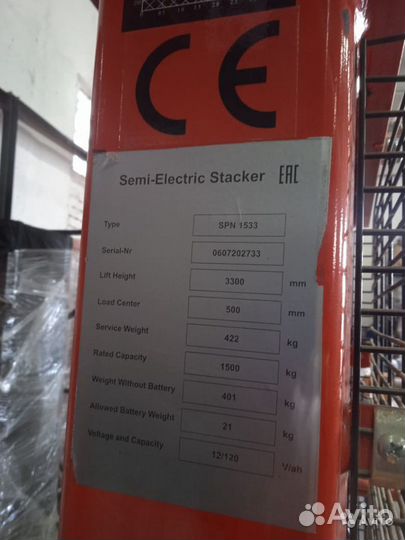 CE
Semi-Electric Stacker EAC
Type SPN 1533
Serial-Nr 0607202733
Lift Height 3300 mm
Load Center 500 mm
Service Weight 422 kg
Rated Capacity 1500 kg
Weight Without Battery 401 kg
Allowed Battery Weight 21 kg
Voltage and Capacity 12/120 V/ah
Avito